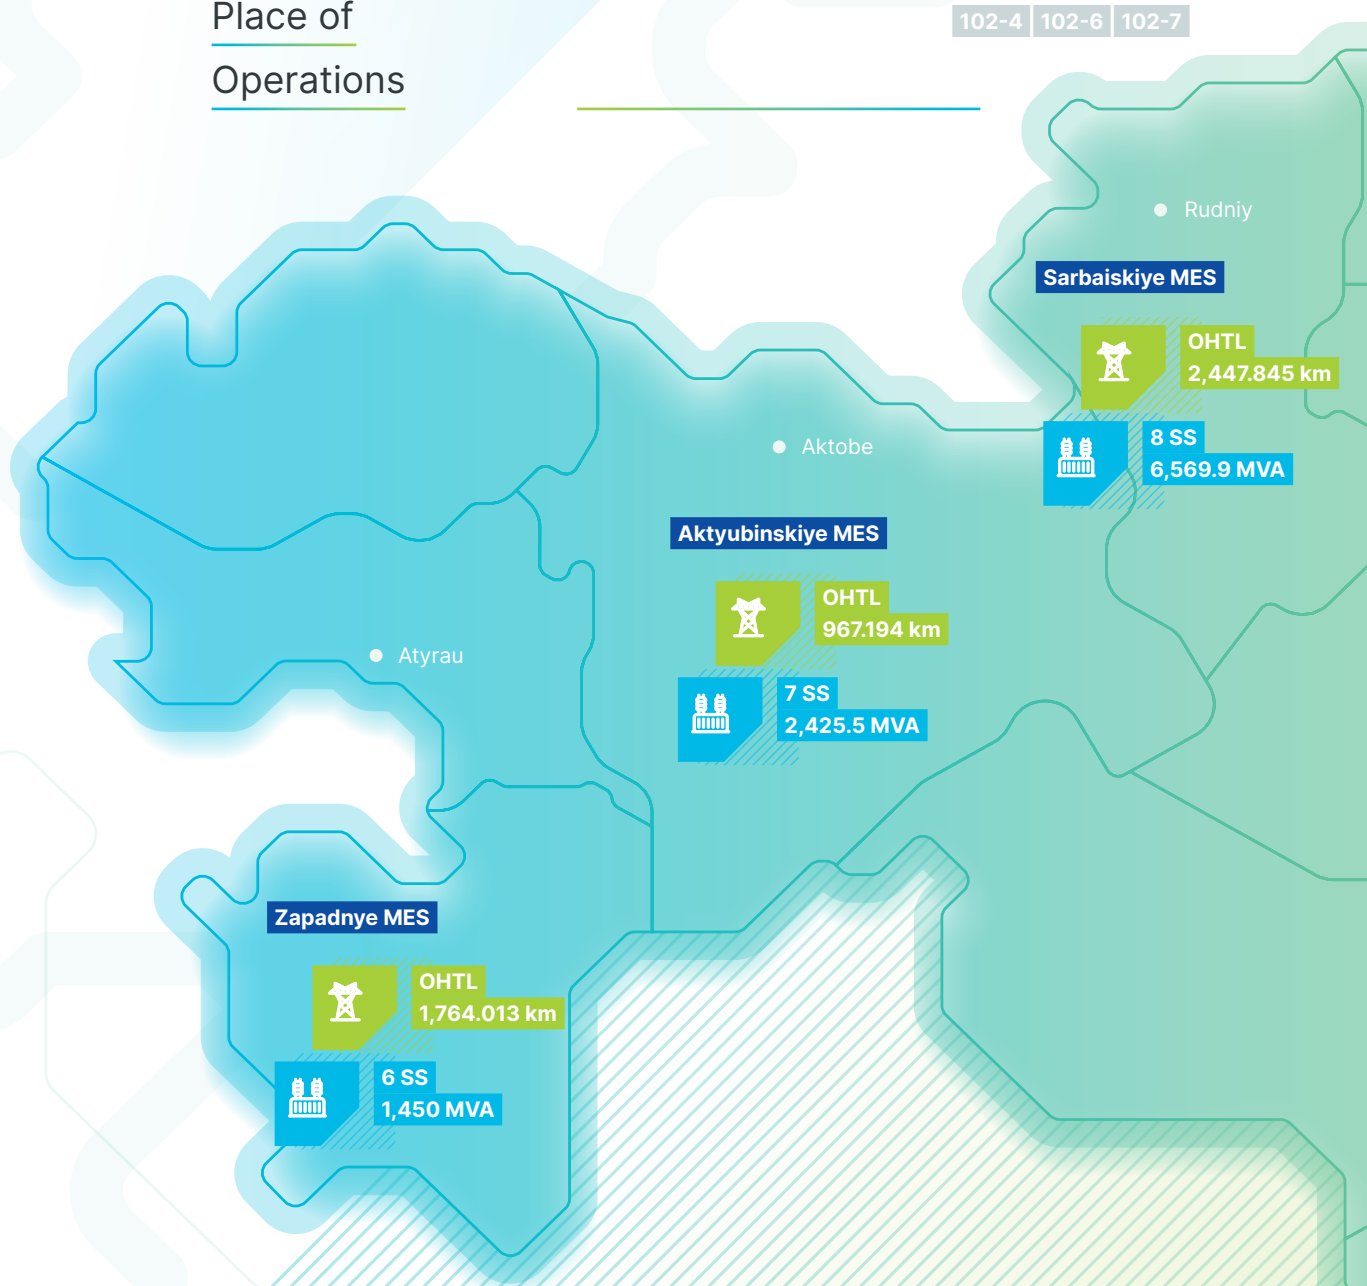 Place of
Operations
102-4 102-6 102-7
Rudniy
Sarbaiskiye MES
OHTL
2,447.845 km
8 SS
6,569.9 MVA
Aktobe
Aktyubinskiye MES
OHTL
967.194 km
7 SS
2,425.5 MVA
Atyrau
Zapadnye MES
OHTL
1,764.013 km
6 SS
1,450 MVA